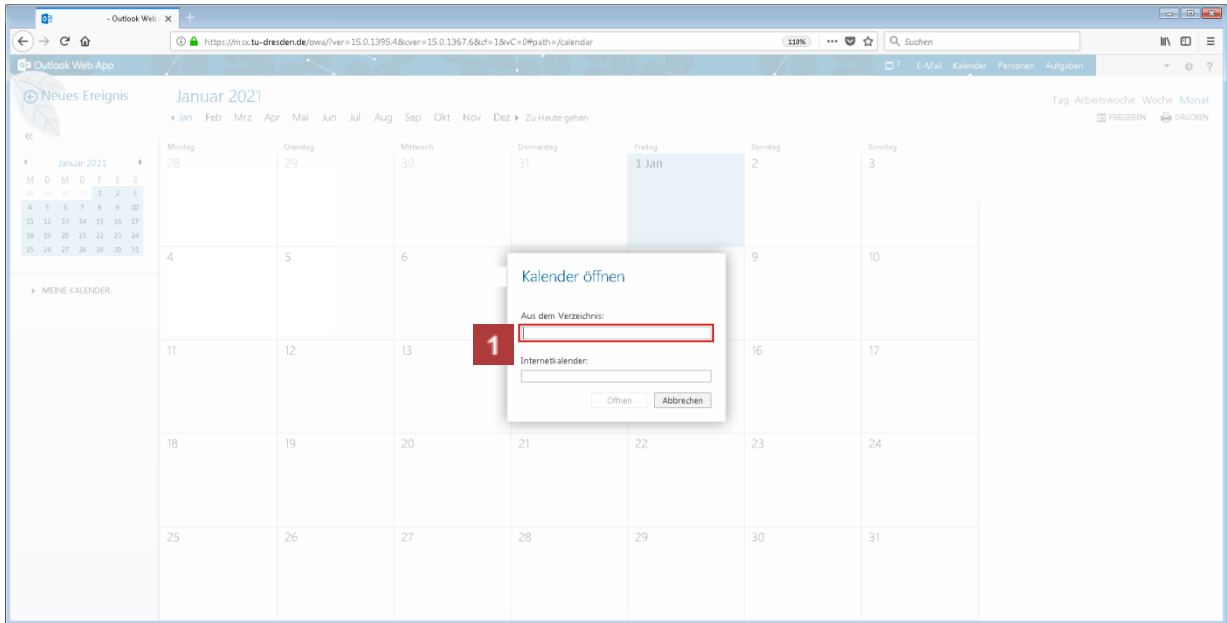 - Outlook Web
https://msx.tu-dresden.de/owa/?ver=15.0.1395.4&cver=15.0.1367.6&cf=1&vC=0#path=/calendar
110%
Suchen
Outlook Web App
E-Mail Kalender Personen Aufgaben
?
Neues Ereignis
Januar 2021
Tag Arbeitswoche Woche Monat
Jan Feb Mrz Apr Mai Jun Jul Aug Sep Okt Nov Dez Zu Heute gehen
FREIGEBEN DRUCKEN
«
Januar 2021
M D M D F S S
28 29 30 31 1 2 3
4 5 6 7 8 9 10
11 12 13 14 15 16 17
18 19 20 21 22 23 24
25 26 27 28 29 30 31
MEINE KALENDER
Montag Dienstag Mittwoch Donnerstag Freitag Samstag Sonntag
28 29 30 31 1 Jan 2 3
4 5 6 9 10
Kalender öffnen
Aus dem Verzeichnis:
1
Internetkalender:
Öffnen Abbrechen
11 12 13 16 17
18 19 20 21 22 23 24
25 26 27 28 29 30 31